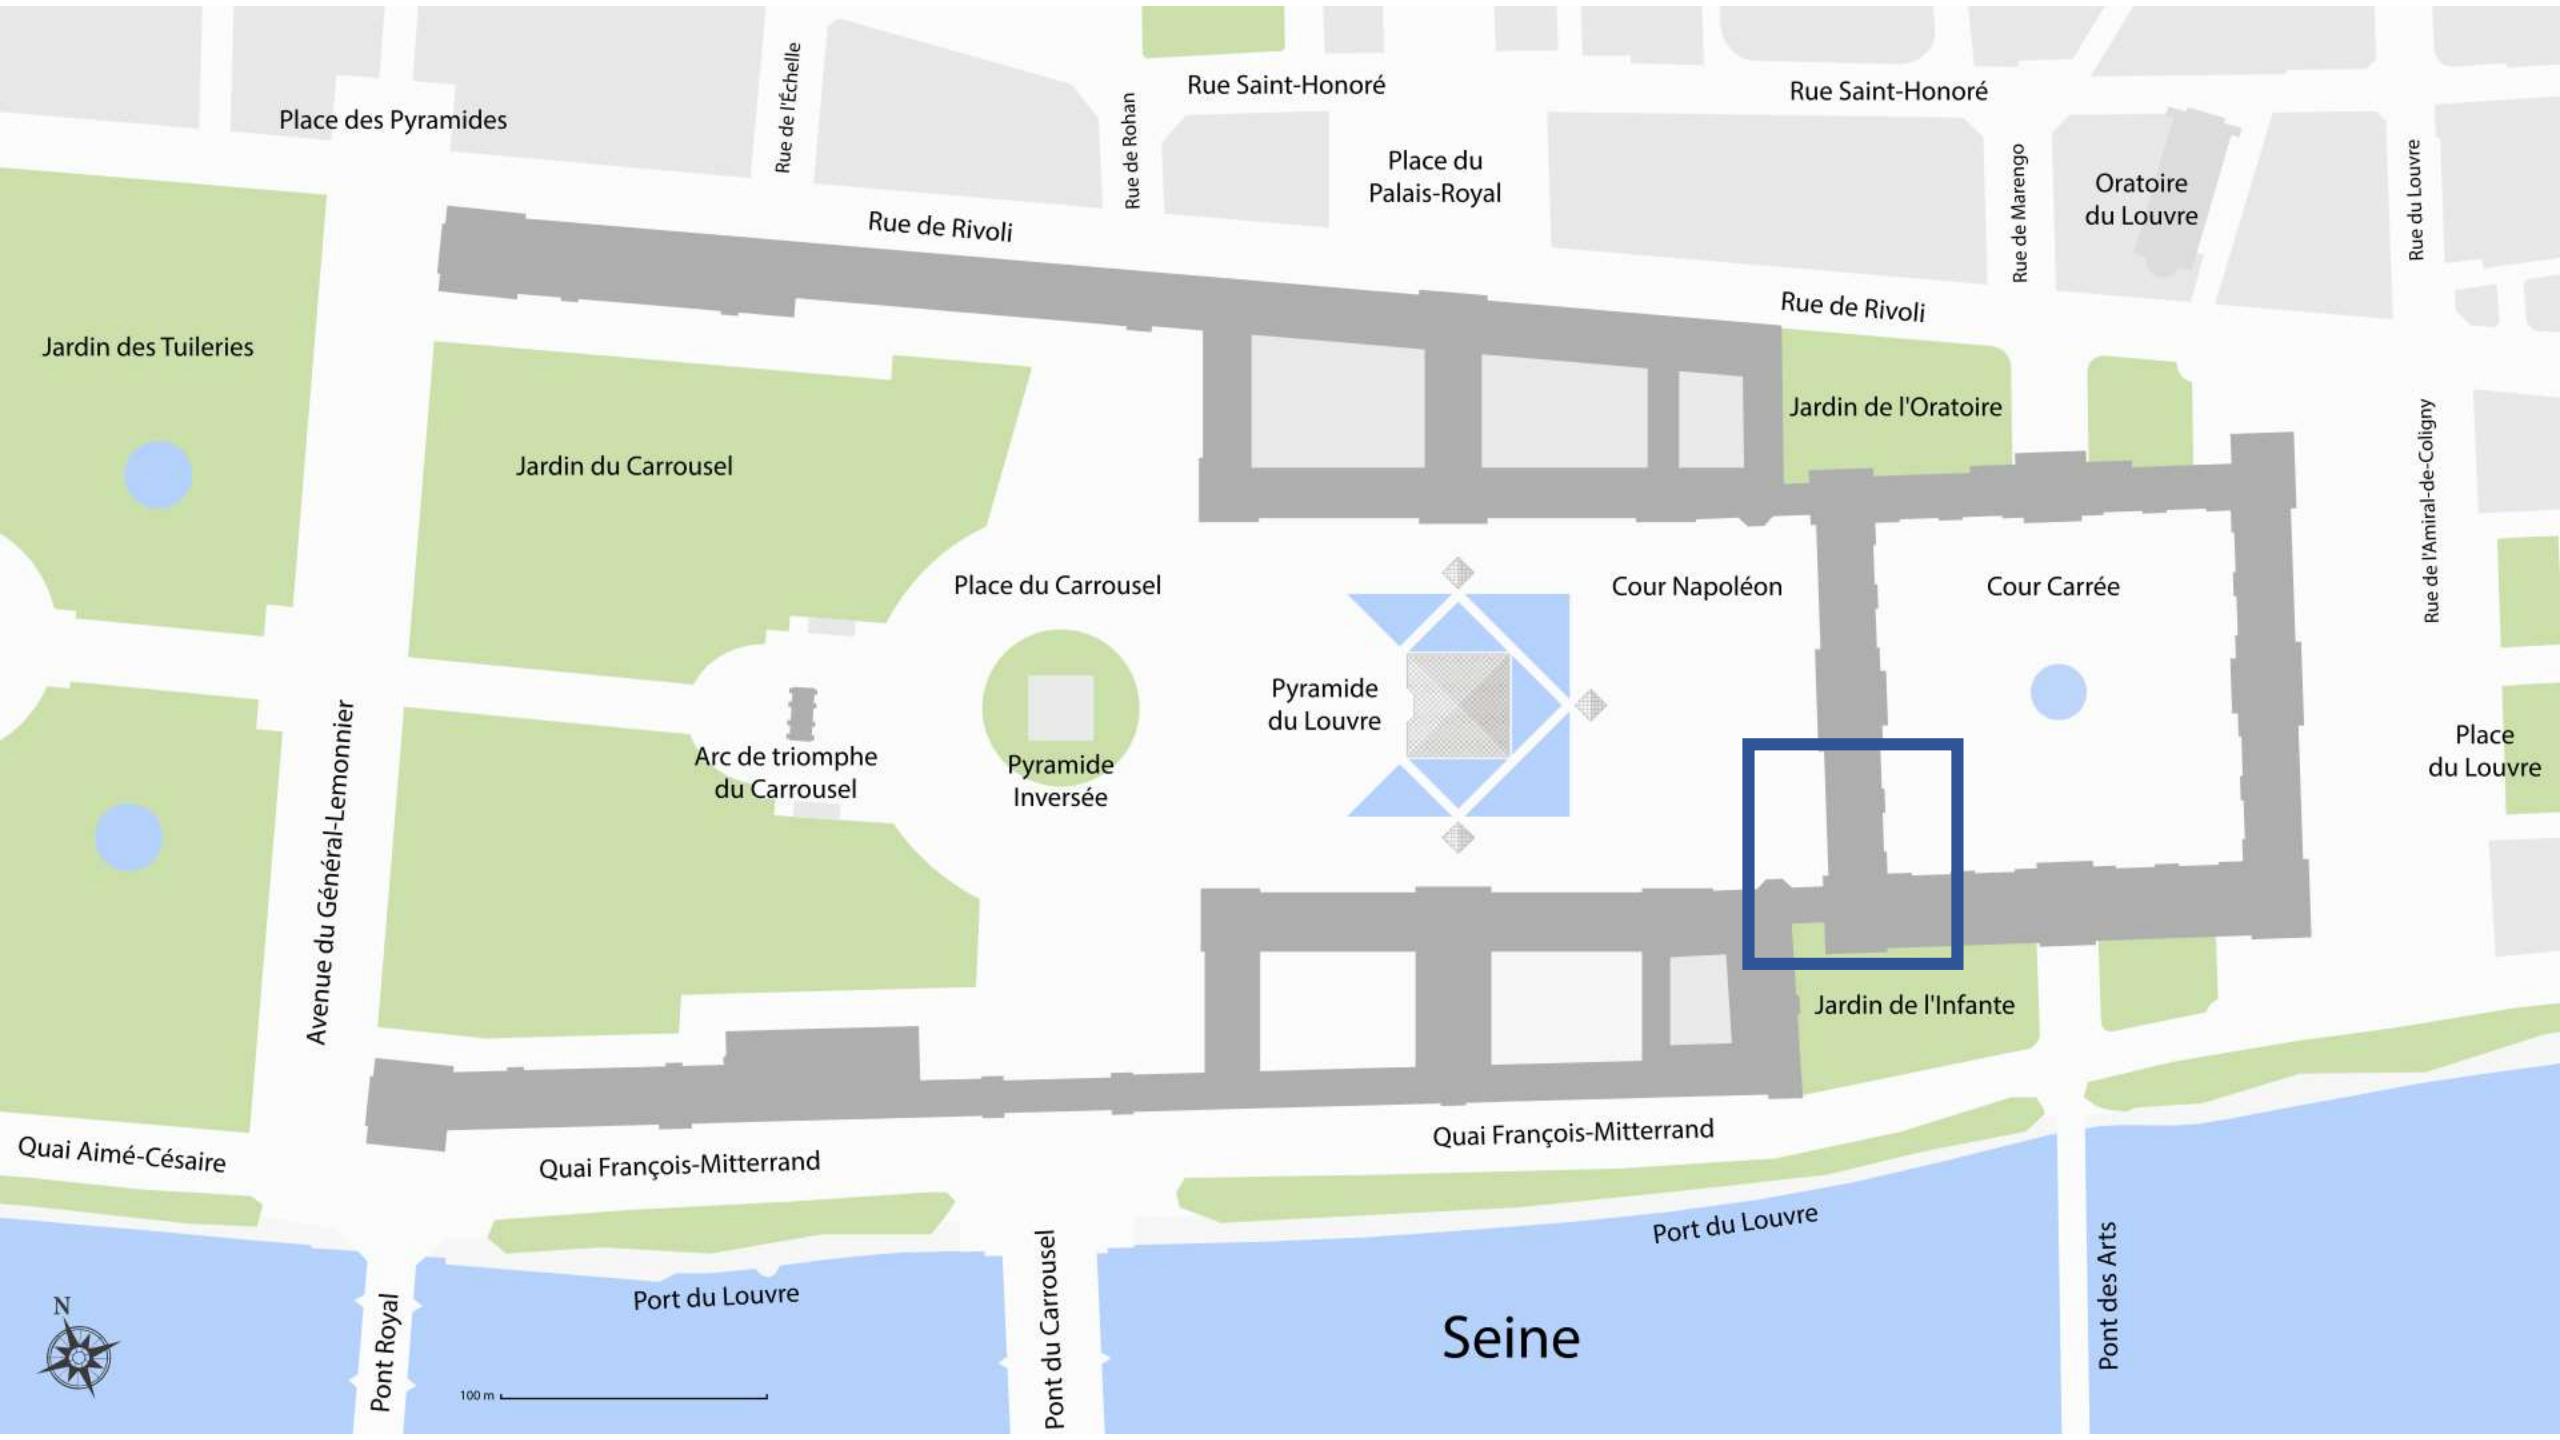 Rue Saint-Honoré
Rue Saint-Honoré
Place des Pyramides
Rue de l'Échelle
Rue de Rohan
Place du
Palais-Royal
Rue de Marengo
Oratoire
du Louvre
Rue du Louvre
Rue de Rivoli
Rue de Rivoli
Jardin des Tuileries
Jardin de l'Oratoire
Jardin du Carrousel
Rue de l'Amiral-de-Coligny
Place du Carrousel
Cour Napoléon
Cour Carrée
Pyramide
du Louvre
Arc de triomphe
du Carrousel
Pyramide
Inversée
Place
du Louvre
Avenue du Général-Lemonnier
Jardin de l'Infante
Quai Aimé-Césaire
Quai François-Mitterrand
Quai François-Mitterrand
Port du Louvre
Port du Louvre
Pont Royal
Pont du Carrousel
Seine
Pont des Arts
N
100 m